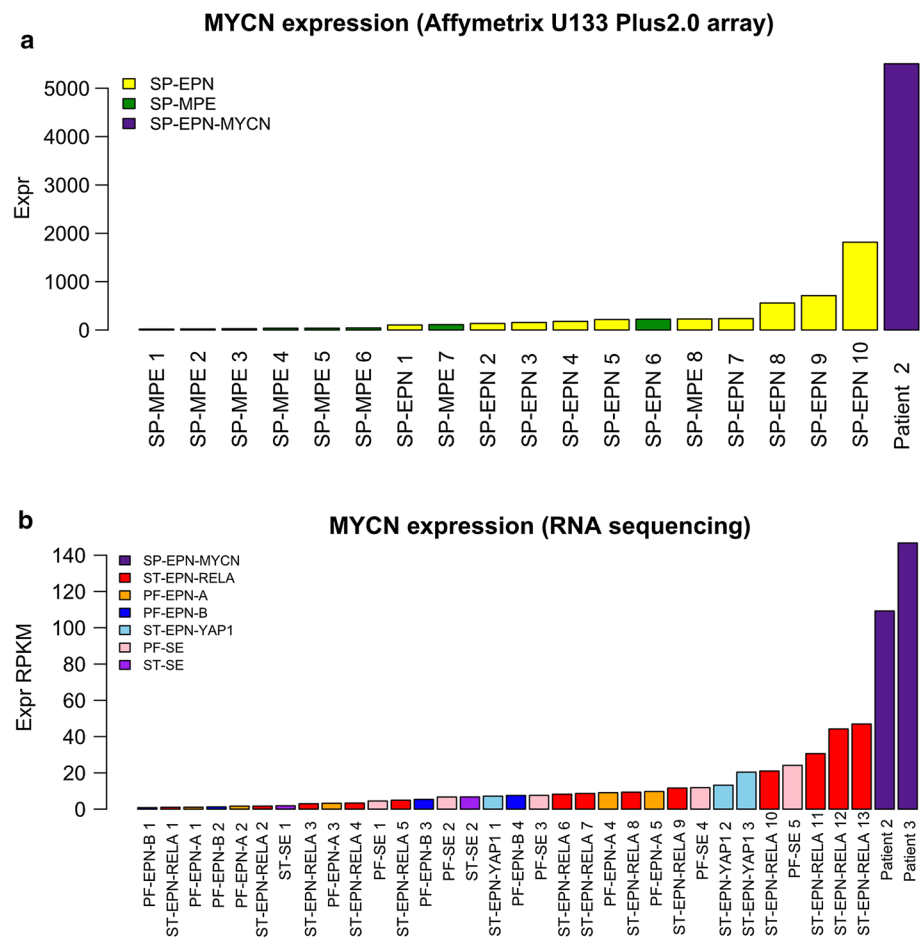 MYCN expression (Affymetrix U133 Plus2.0 array)
a
Expr
5000
4000
3000
2000
1000
0
SP-EPN
SP-MPE
SP-EPN-MYCN
SP-MPE 1
SP-MPE 2
SP-MPE 3
SP-MPE 4
SP-MPE 5
SP-MPE 6
SP-EPN 1
SP-MPE 7
SP-EPN 2
SP-EPN 3
SP-EPN 4
SP-EPN 5
SP-EPN 6
SP-MPE 8
SP-EPN 7
SP-EPN 8
SP-EPN 9
SP-EPN 10
Patient 2
b
MYCN expression (RNA sequencing)
Expr RPKM
140
120
100
80
60
40
20
0
SP-EPN-MYCN
ST-EPN-RELA
PF-EPN-A
PF-EPN-B
ST-EPN-YAP1
PF-SE
ST-SE
PF-EPN-B 1
ST-EPN-RELA 1
PF-EPN-A 1
PF-EPN-B 2
PF-EPN-A 2
ST-EPN-RELA 2
ST-SE 1
ST-EPN-RELA 3
PF-EPN-A 3
ST-EPN-RELA 4
PF-SE 1
ST-EPN-RELA 5
PF-EPN-B 3
PF-SE 2
ST-SE 2
ST-EPN-YAP1 1
PF-EPN-B 4
PF-SE 3
ST-EPN-RELA 6
ST-EPN-RELA 7
PF-EPN-A 4
ST-EPN-RELA 8
PF-EPN-A 5
ST-EPN-RELA 9
PF-SE 4
ST-EPN-YAP1 2
ST-EPN-YAP1 3
ST-EPN-RELA 10
PF-SE 5
ST-EPN-RELA 11
ST-EPN-RELA 12
ST-EPN-RELA 13
Patient 2
Patient 3